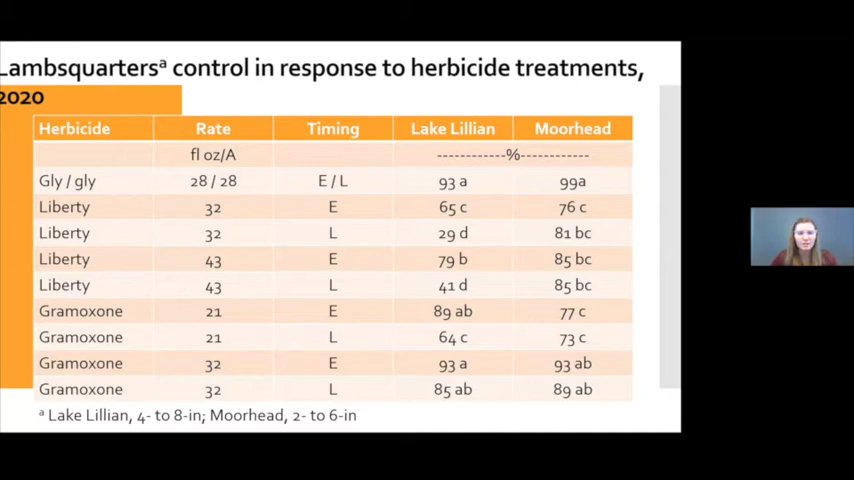 Lambsquartersᵃ control in response to herbicide treatments,
2020
Herbicide Rate Timing Lake Lillian Moorhead
fl oz/A ------------%------------
Gly / gly 28 / 28 E / L 93 a 99a
Liberty 32 E 65 c 76 c
Liberty 32 L 29 d 81 bc
Liberty 43 E 79 b 85 bc
Liberty 43 L 41 d 85 bc
Gramoxone 21 E 89 ab 77 c
Gramoxone 21 L 64 c 73 c
Gramoxone 32 E 93 a 93 ab
Gramoxone 32 L 85 ab 89 ab
ᵃ Lake Lillian, 4- to 8-in; Moorhead, 2- to 6-in